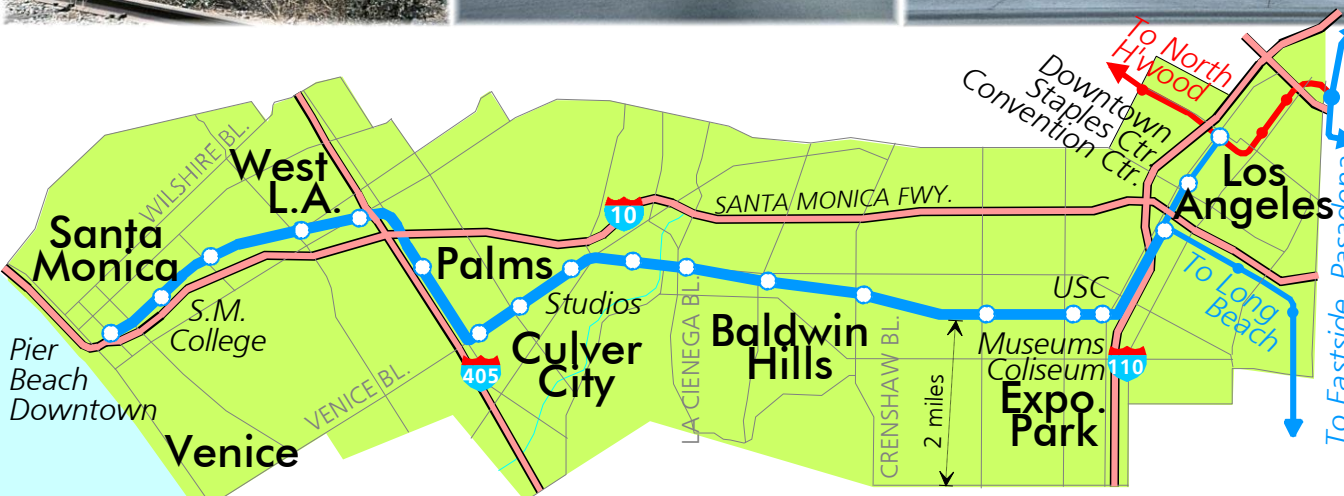 To North
H'wood
Downtown
Staples Ctr.
Convention Ctr.
WILSHIRE BL.
West
L.A.
Los
Angeles
10
SANTA MONICA FWY.
Santa
Monica
Palms
S.M.
College
Studios
USC
To Long
Beach
To Eastside, Pasadena
Pier
Beach
Downtown
Culver
City
405
LA CIENEGA BL.
Baldwin
Hills
CRENSHAW BL.
2 miles
Museums
Coliseum
110
Expo.
Park
VENICE BL.
Venice